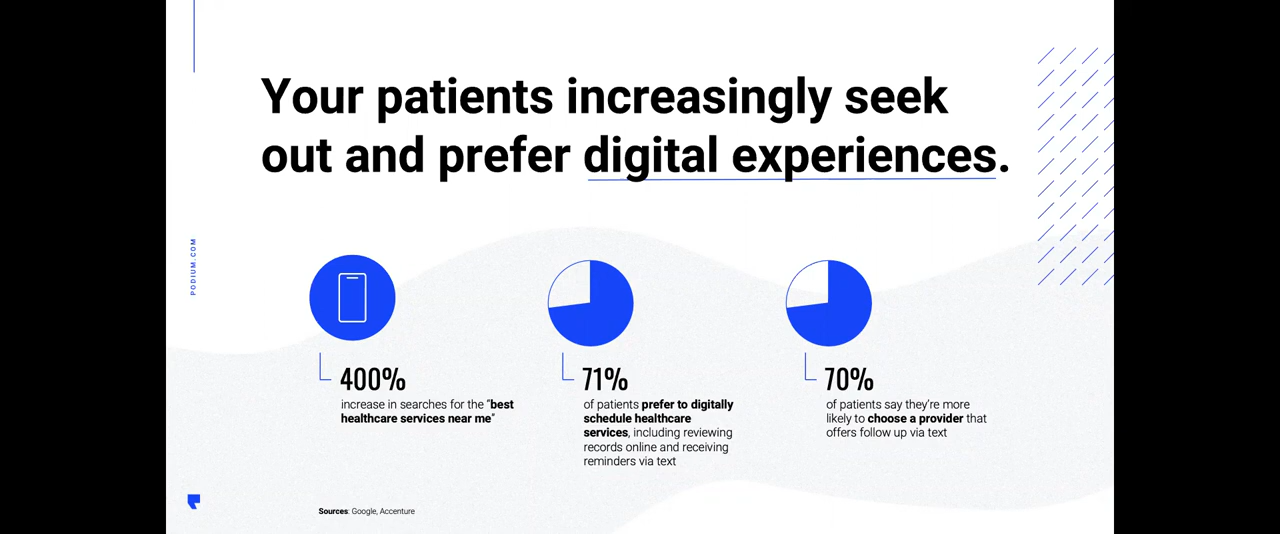 Your patients increasingly seek
out and prefer digital experiences.
PODIUM.COM
400%
increase in searches for the “best
healthcare services near me”
71%
of patients prefer to digitally
schedule healthcare
services, including reviewing
records online and receiving
reminders via text
70%
of patients say they’re more
likely to choose a provider that
offers follow up via text
Sources: Google, Accenture